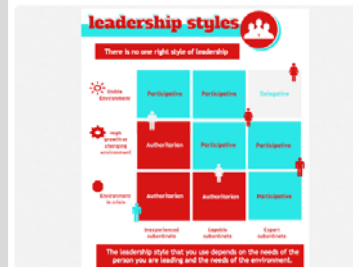 leadership styles
There is no one right style of leadership
Stable
Environment
Participative
Participative
Delegative
High
growth or
changing
environment
Authoritarian
Participative
Participative
Environment
in crisis
Authoritarian
Authoritarian
Participative
Inexperienced
subordinate
Capable
subordinate
Expert
subordinate
The leadership style that you use depends on the needs of the
person you are leading and the needs of the environment.